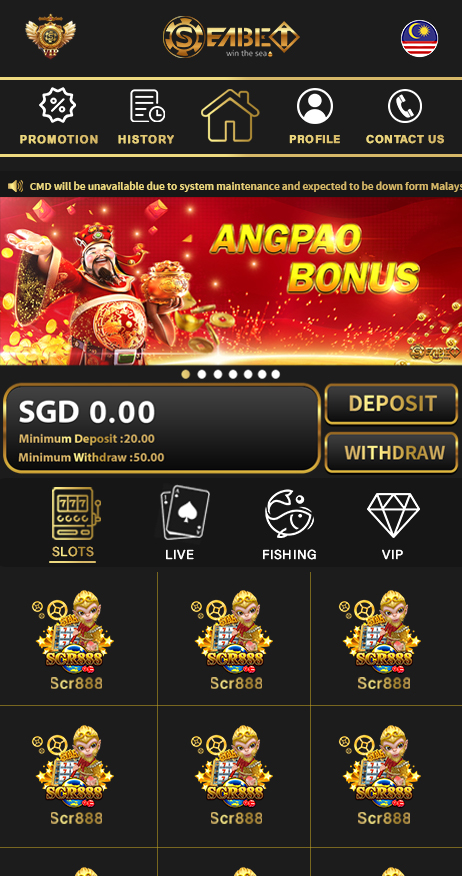 VIP
S
EABET
win the sea
PROMOTION
HISTORY
PROFILE
CONTACT US
CMD will be unavailable due to system maintenance and expected to be down form Malays
ANGPAO
BONUS
SGD 0.00
Minimum Deposit :20.00
Minimum Withdraw :50.00
DEPOSIT
WITHDRAW
SLOTS
LIVE
FISHING
VIP
SCR888
SCR888
SCR888
Scr888
Scr888
Scr888
SCR888
SCR888
SCR888
Scr888
Scr888
Scr888